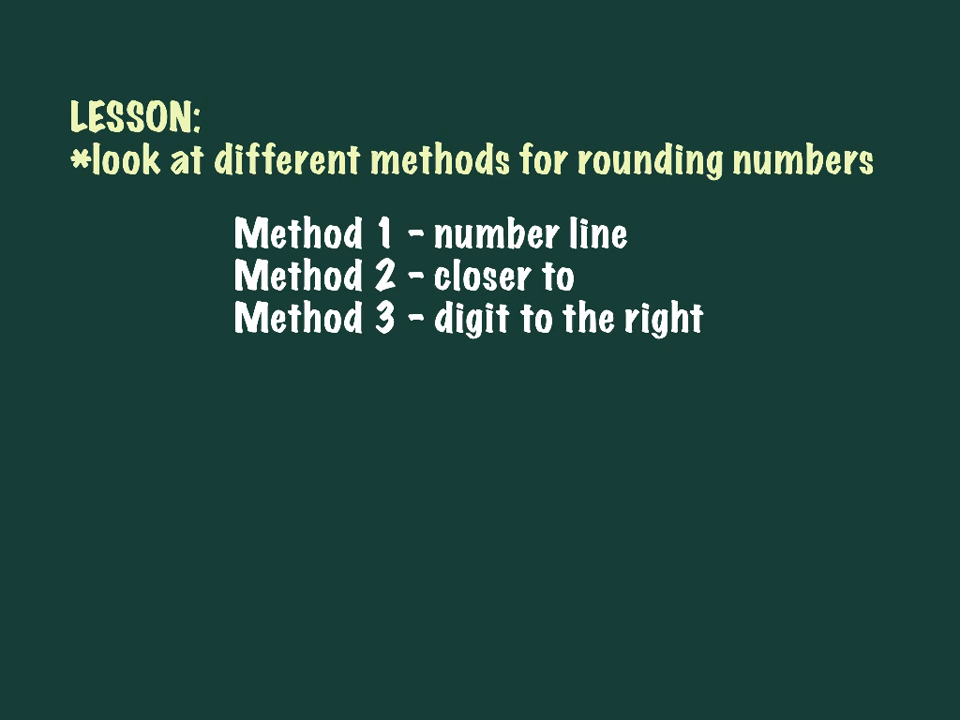 LESSON:
*look at different methods for rounding numbers
Method 1 - number line
Method 2 - closer to
Method 3 - digit to the right